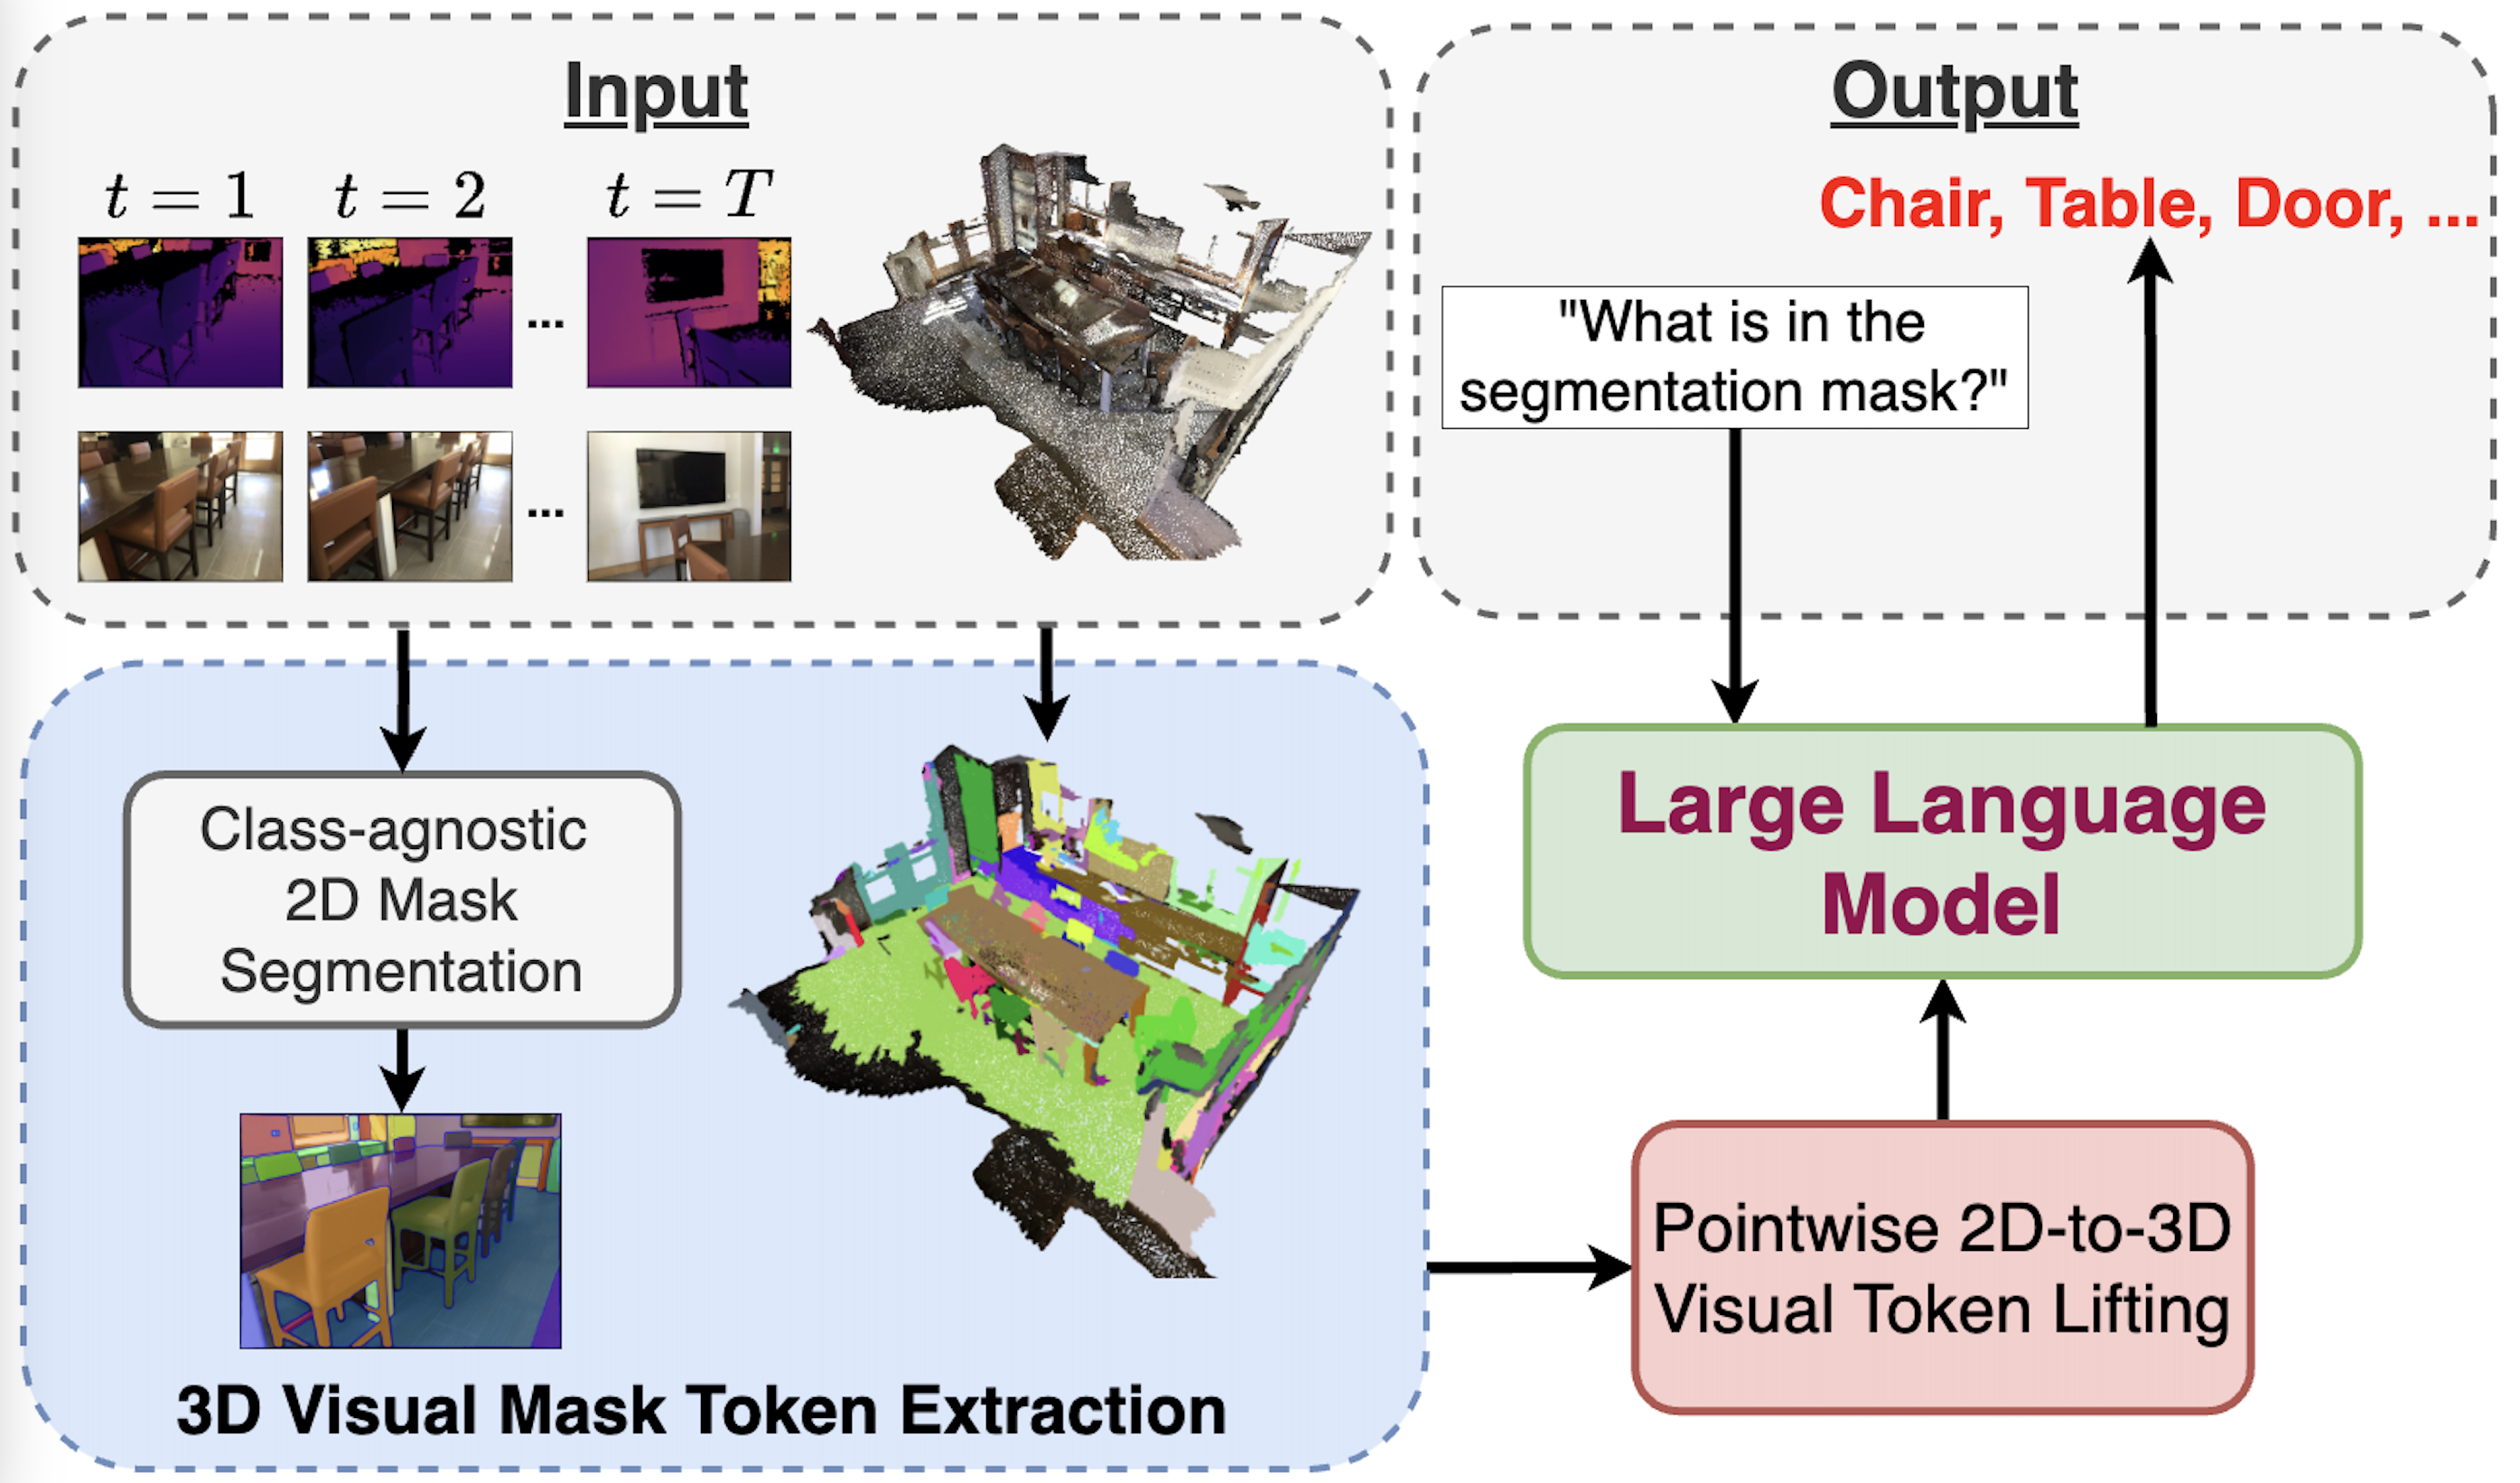 Input
t = 1
t = 2
t = T
...
...
Output
Chair, Table, Door, ...
"What is in the
segmentation mask?"
Class-agnostic
2D Mask
Segmentation
3D Visual Mask Token Extraction
Large Language
Model
Pointwise 2D-to-3D
Visual Token Lifting